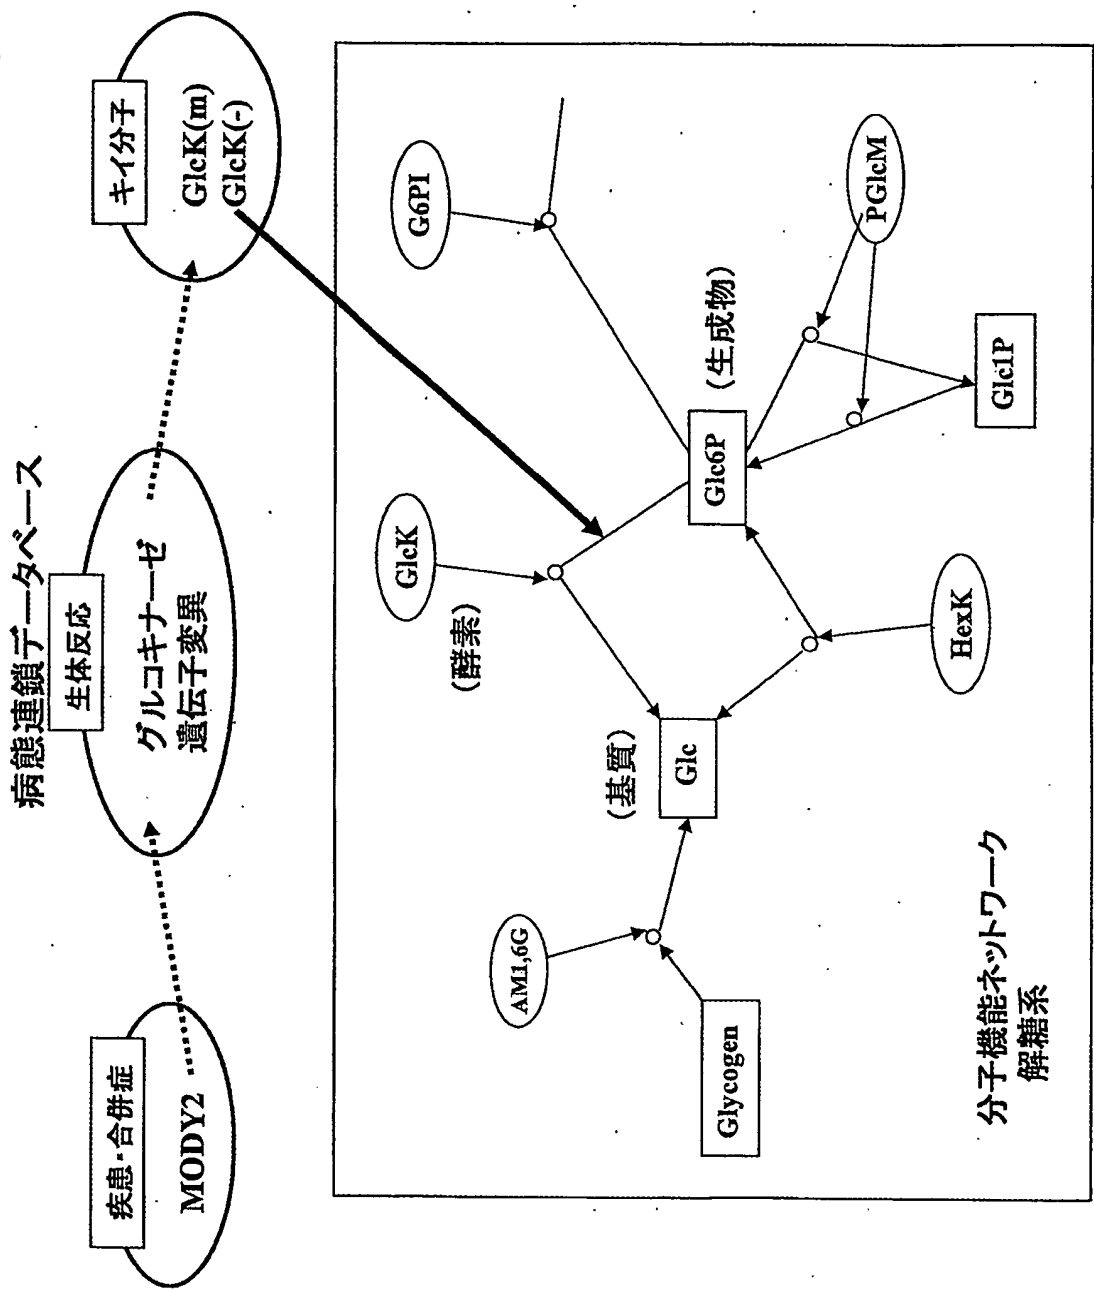 病態連鎖データベース
疾患・合併症
MODY2
生体反応
グルコキナーゼ
遺伝子変異
キイ分子
GlcK(m)
GlcK(-)
AM1,6G
Glycogen
(基質)
Glc
(酵素)
GlcK
HexK
Glc6P
(生成物)
G6PI
PGlcM
Glc1P
分子機能ネットワーク
解糖系